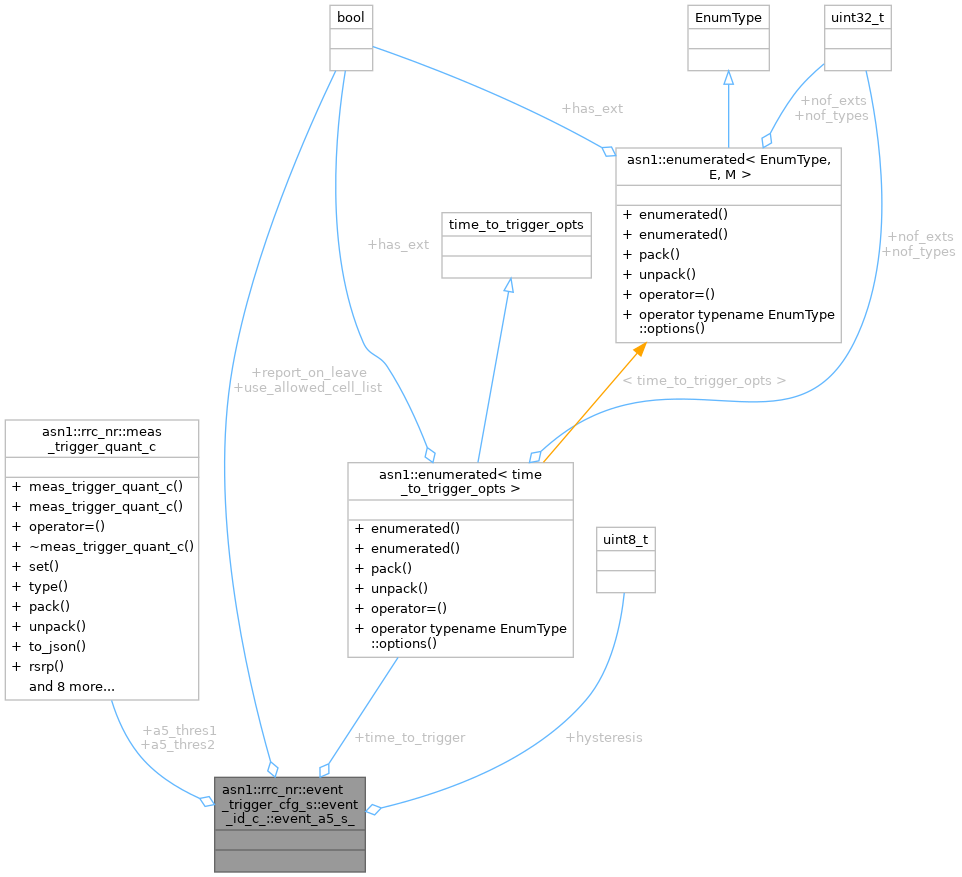 bool
EnumType
uint32_t
+has_ext
+nof_exts
+nof_types
asn1::enumerated< EnumType,
E, M >
+ enumerated()
+ enumerated()
+ pack()
+ unpack()
+ operator=()
+ operator typename EnumType
::options()
time_to_trigger_opts
+has_ext
+nof_exts
+nof_types
+report_on_leave
+use_allowed_cell_list
< time_to_trigger_opts >
asn1::rrc_nr::meas
_trigger_quant_c
+ meas_trigger_quant_c()
+ meas_trigger_quant_c()
+ operator=()
+ ~meas_trigger_quant_c()
+ set()
+ type()
+ pack()
+ unpack()
+ to_json()
+ rsrp()
and 8 more...
asn1::enumerated< time
_to_trigger_opts >
+ enumerated()
+ enumerated()
+ pack()
+ unpack()
+ operator=()
+ operator typename EnumType
::options()
uint8_t
+a5_thres1
+a5_thres2
+time_to_trigger
+hysteresis
asn1::rrc_nr::event
_trigger_cfg_s::event
_id_c_::event_a5_s_